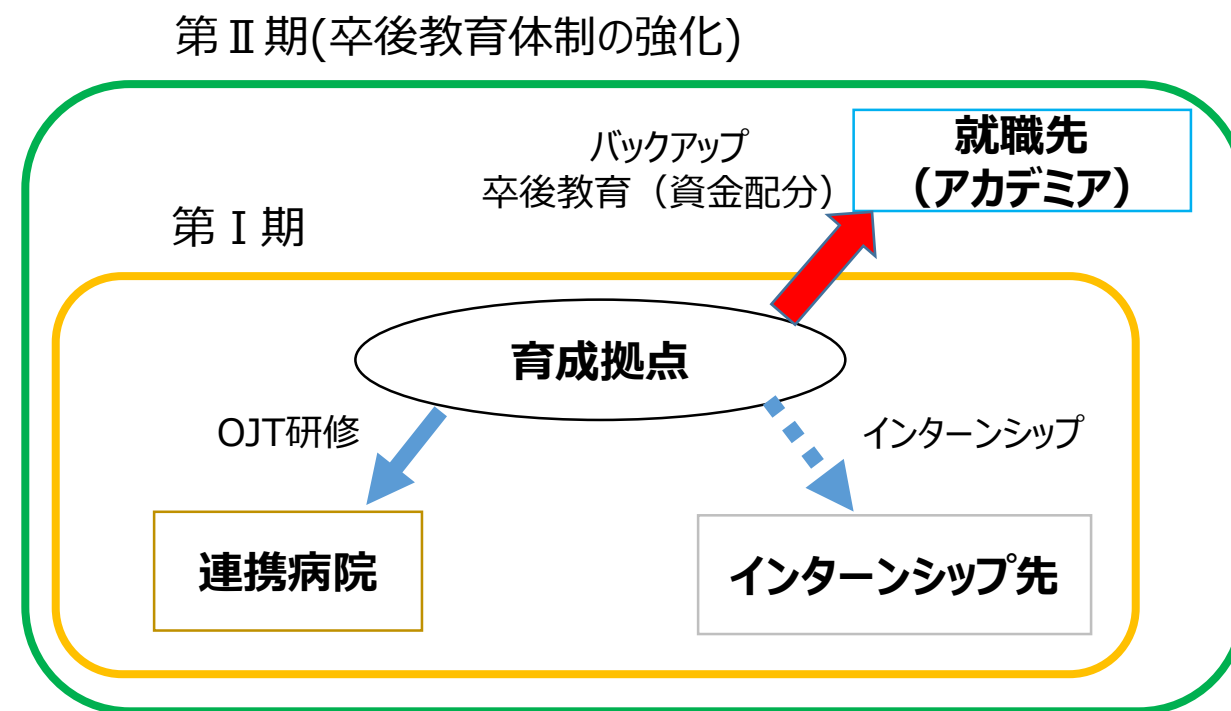 第Ⅱ期(卒後教育体制の強化)
バックアップ
卒後教育（資金配分）
就職先
（アカデミア）
第Ⅰ期
育成拠点
OJT研修
インターンシップ
連携病院
インターンシップ先